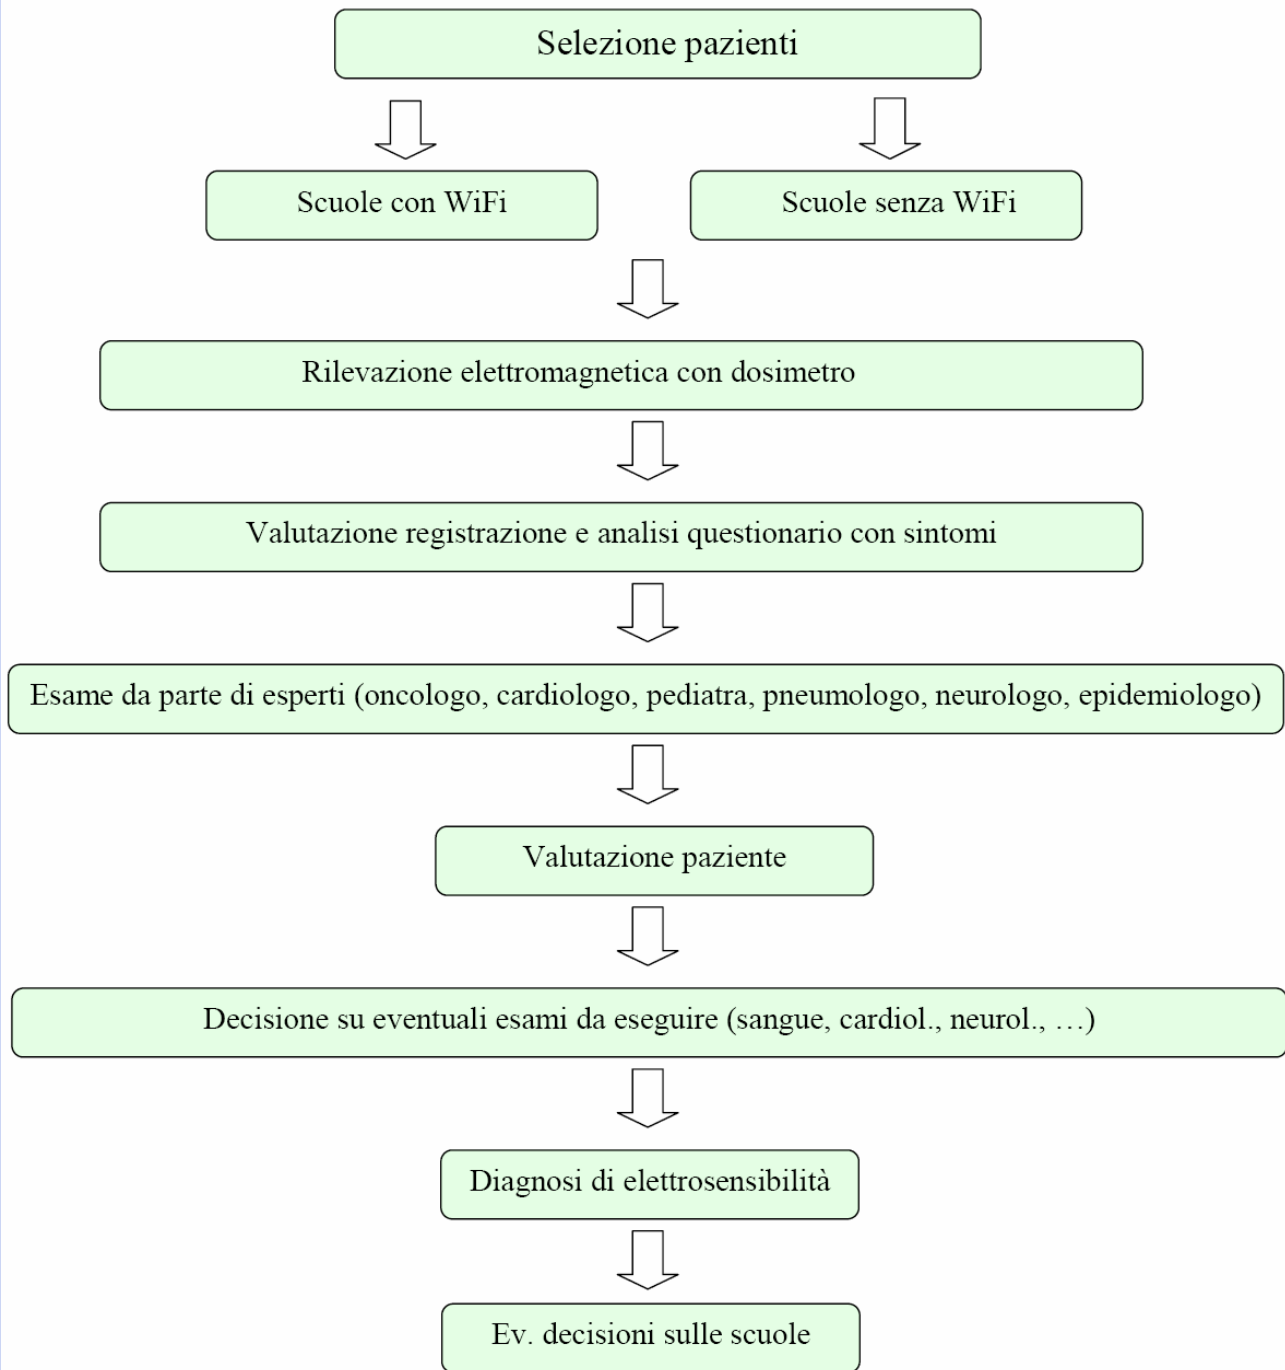 Selezione pazienti
Scuole con WiFi
Scuole senza WiFi
Rilevazione elettromagnetica con dosimetro
Valutazione registrazione e analisi questionario con sintomi
Esame da parte di esperti (oncologo, cardiologo, pediatra, pneumologo, neurologo, epidemiologo)
Valutazione paziente
Decisione su eventuali esami da eseguire (sangue, cardiol., neurol., …)
Diagnosi di elettrosensibilità
Ev. decisioni sulle scuole